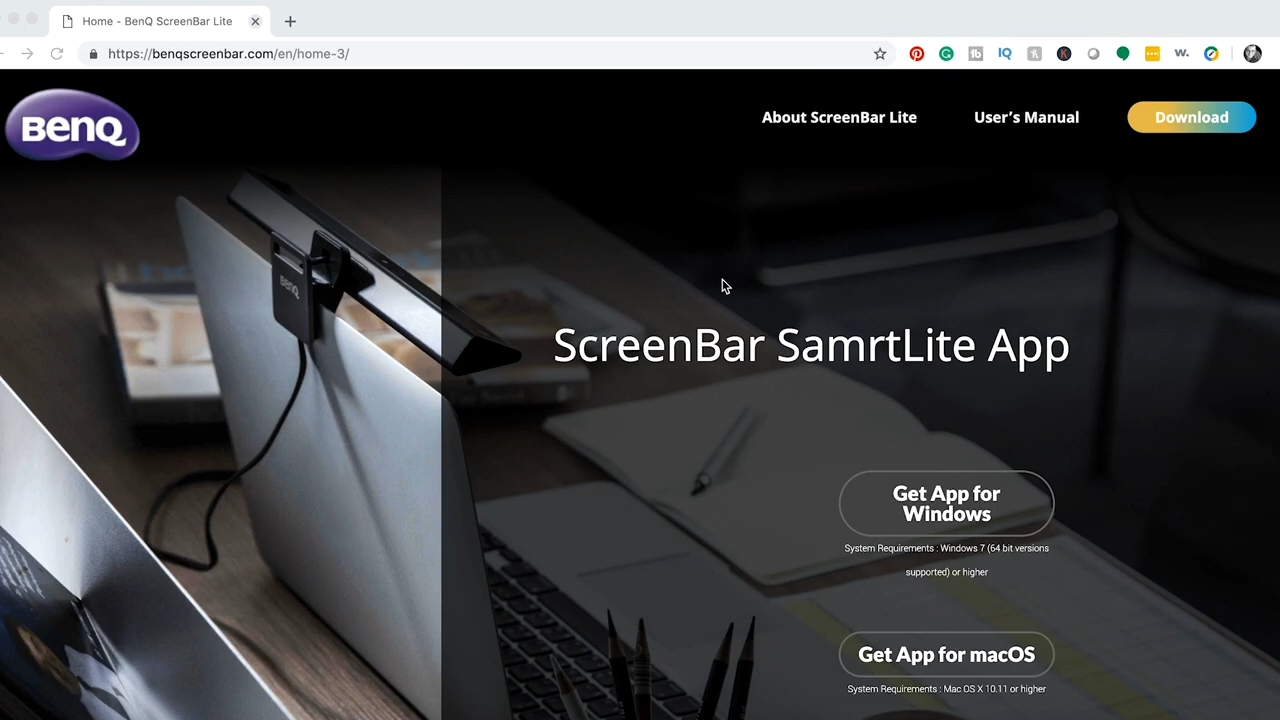 Home - BenQ ScreenBar Lite
https://benqscreenbar.com/en/home-3/
BenQ
About ScreenBar Lite
User's Manual
Download
BenQ
ScreenBar SamrtLite App
Get App for
Windows
System Requirements : Windows 7 (64 bit versions
supported) or higher
Get App for macOS
System Requirements : Mac OS X 10.11 or higher